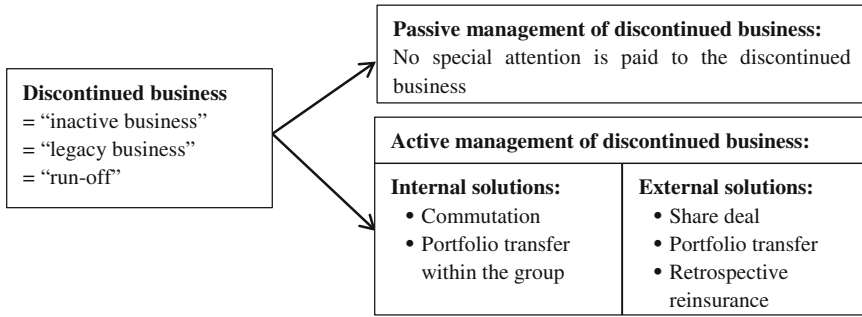 Discontinued business
= “inactive business”
= “legacy business”
= “run-off”
Passive management of discontinued business:
No special attention is paid to the discontinued
business
Active management of discontinued business:
Internal solutions:
• Commutation
• Portfolio transfer
within the group
External solutions:
• Share deal
• Portfolio transfer
• Retrospective
reinsurance